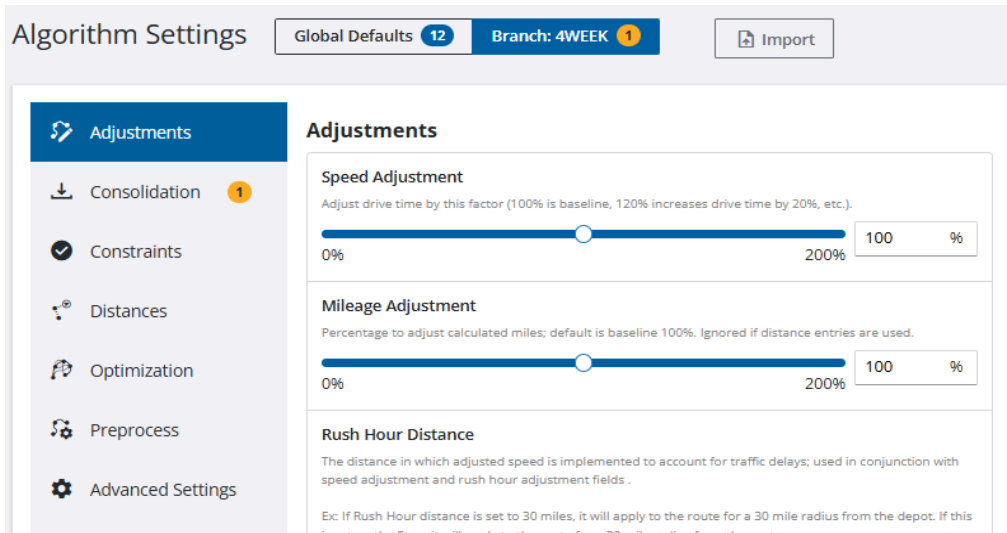 Algorithm Settings
Global Defaults 12
Branch: 4WEEK 1
Import
Adjustments
Consolidation 1
Constraints
Distances
Optimization
Preprocess
Advanced Settings
Adjustments
Speed Adjustment
Adjust drive time by this factor (100% is baseline, 120% increases drive time by 20%, etc.).
0% 200%
100 %
Mileage Adjustment
Percentage to adjust calculated miles; default is baseline 100%. Ignored if distance entries are used.
0% 200%
100 %
Rush Hour Distance
The distance in which adjusted speed is implemented to account for traffic delays; used in conjunction with
speed adjustment and rush hour adjustment fields .
Ex: If Rush Hour distance is set to 30 miles, it will apply to the route for a 30 mile radius from the depot. If this